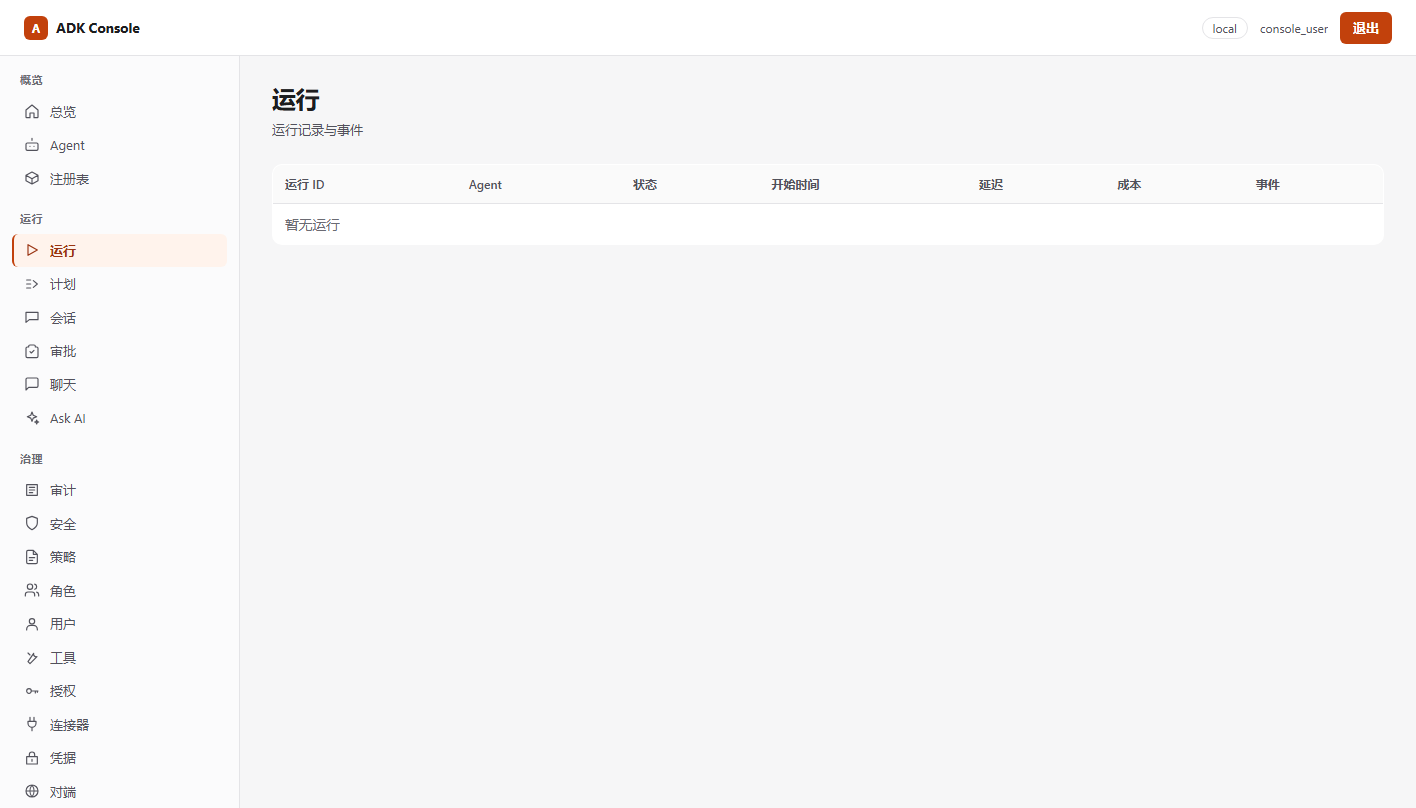 A ADK Console
local console_user 退出
概览
总览
Agent
注册表
运行
运行
计划
会话
审批
聊天
Ask AI
治理
审计
安全
策略
角色
用户
工具
授权
连接器
凭据
对端
运行
运行记录与事件
运行 ID Agent 状态 开始时间 延迟 成本 事件
暂无运行